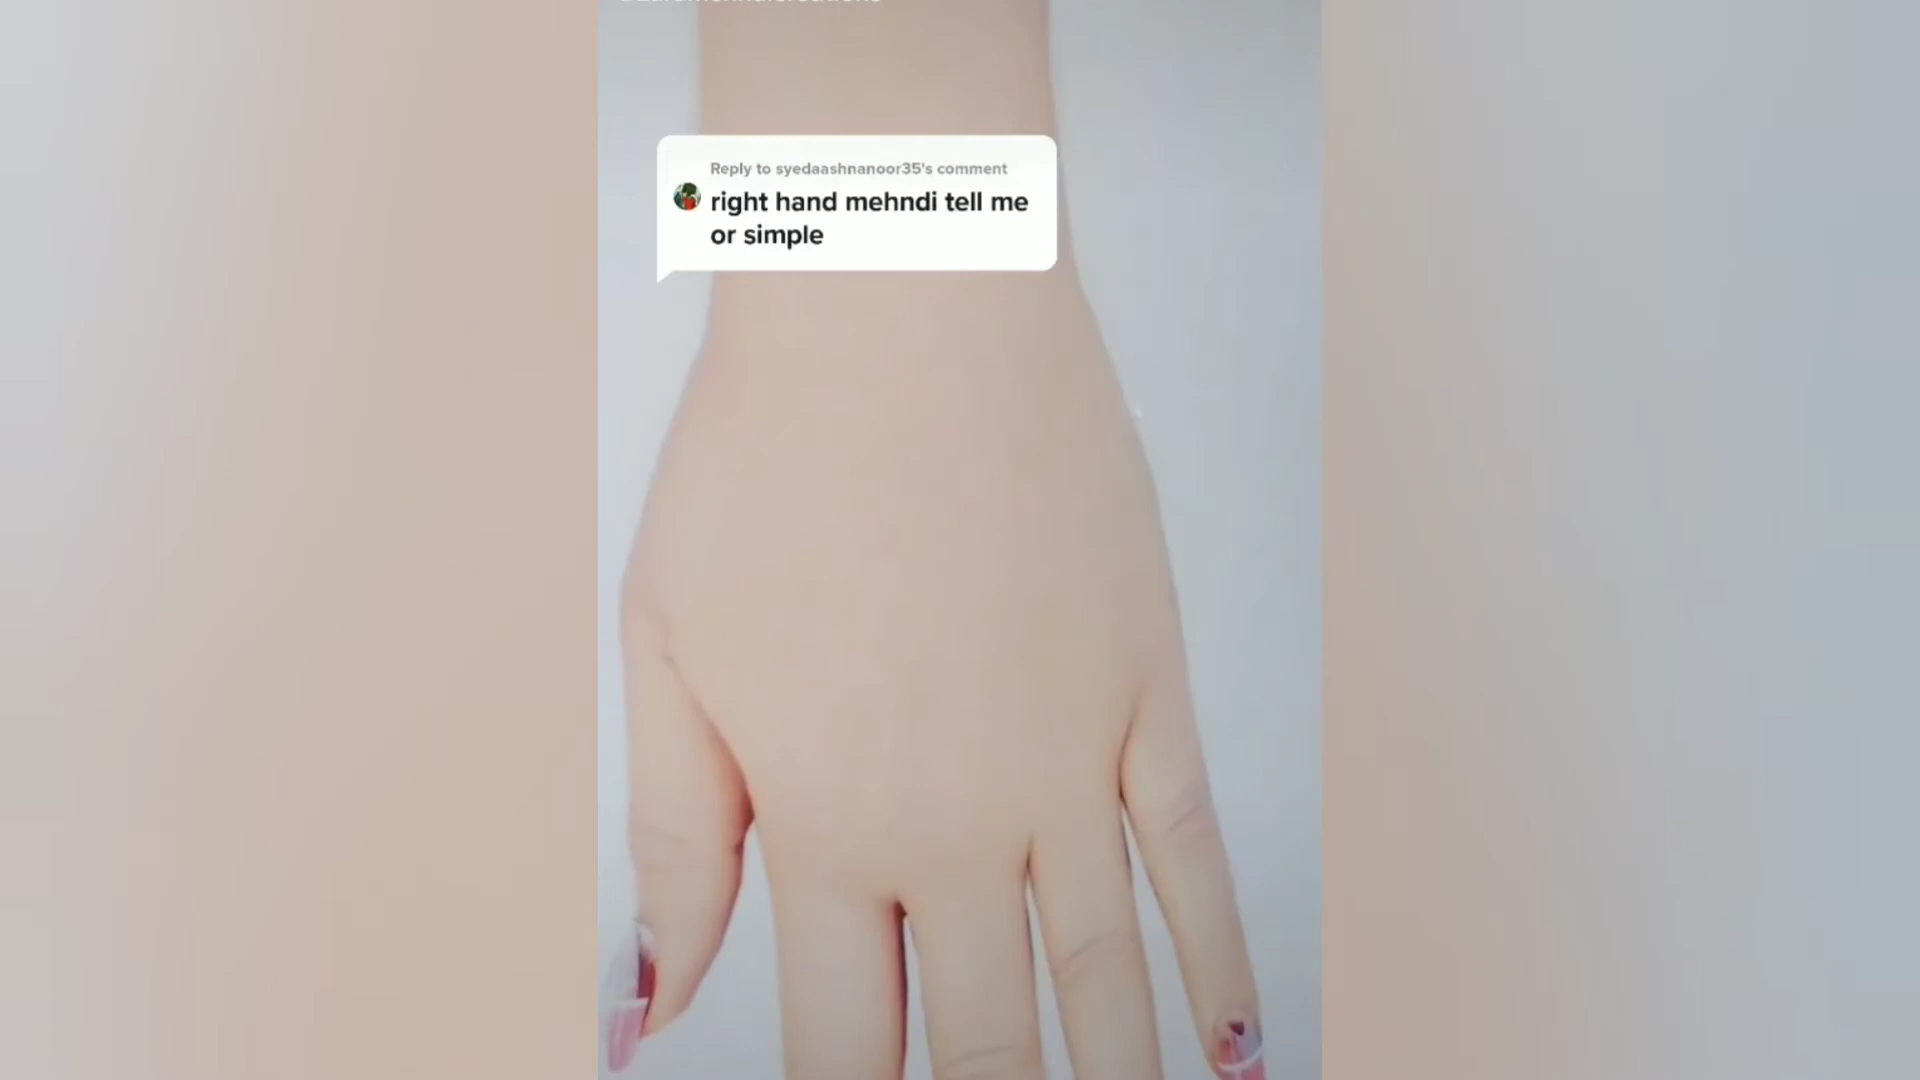 Reply to syedaashnanoor35's comment
right hand mehndi tell me
or simple